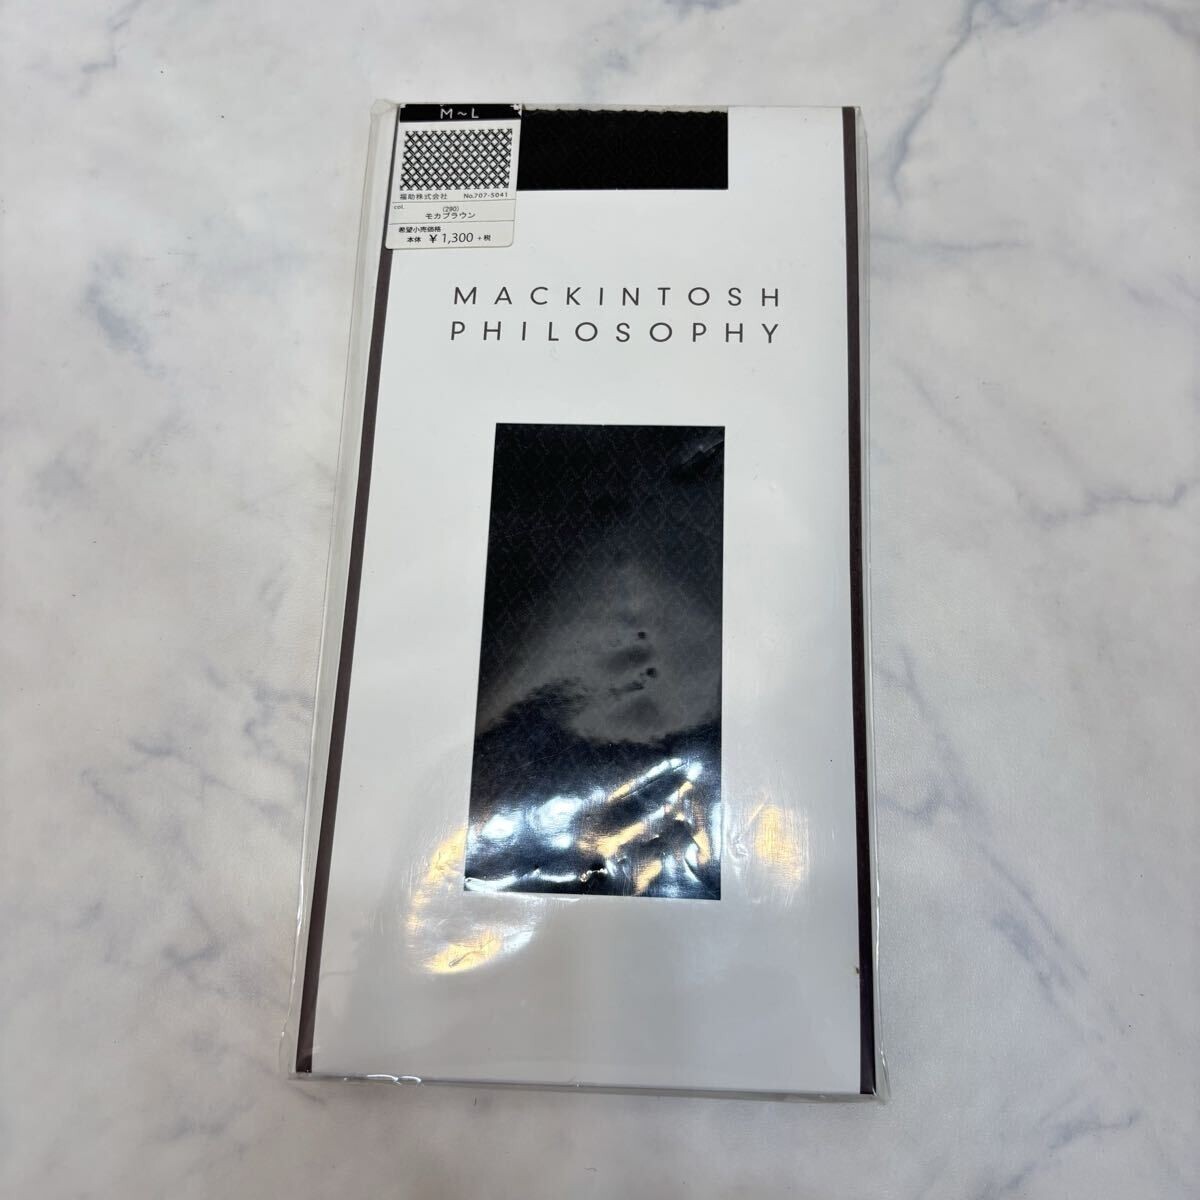 M～L
福助株式会社 No.707-5041
col. (290)
モカブラウン
希望小売価格
本体 ¥1,300 +税
MACKINTOSH
PHILOSOPHY